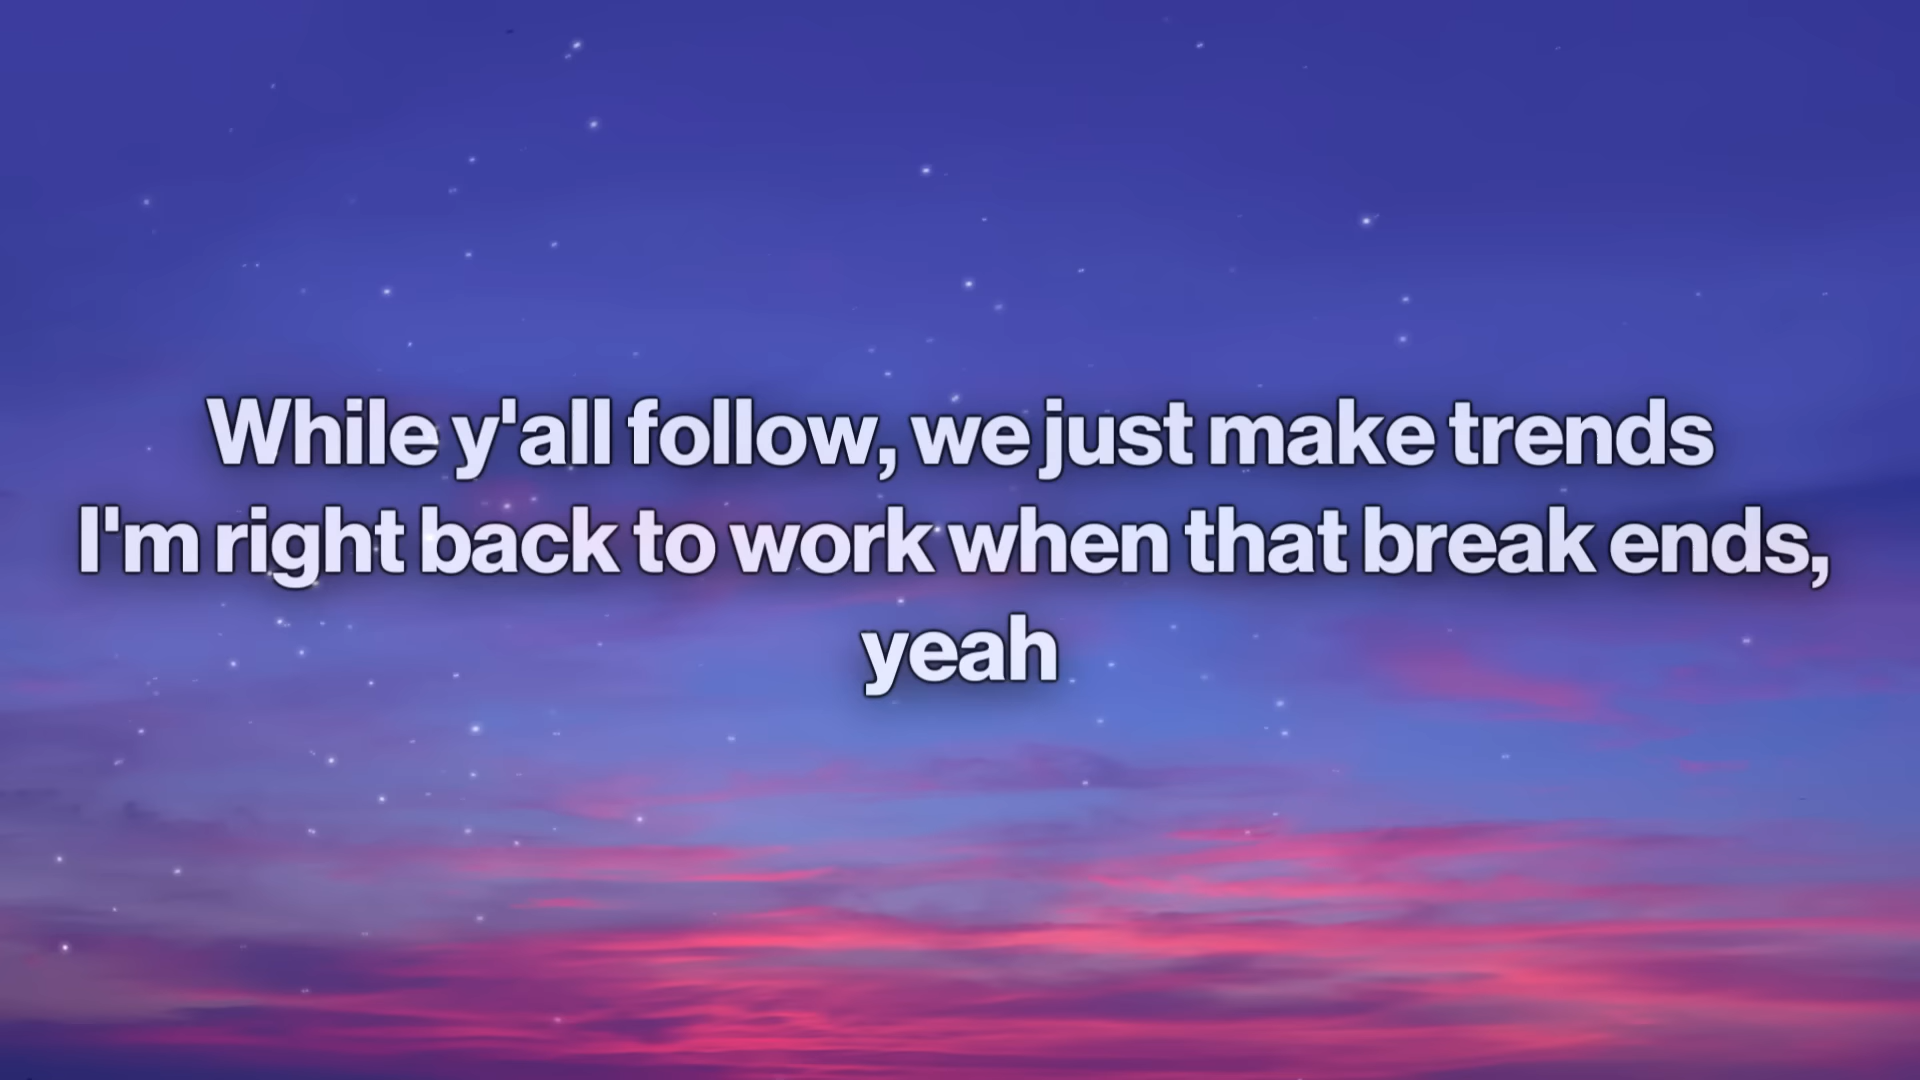 While y'all follow, we just make trends
I'm right back to work when that break ends,
yeah